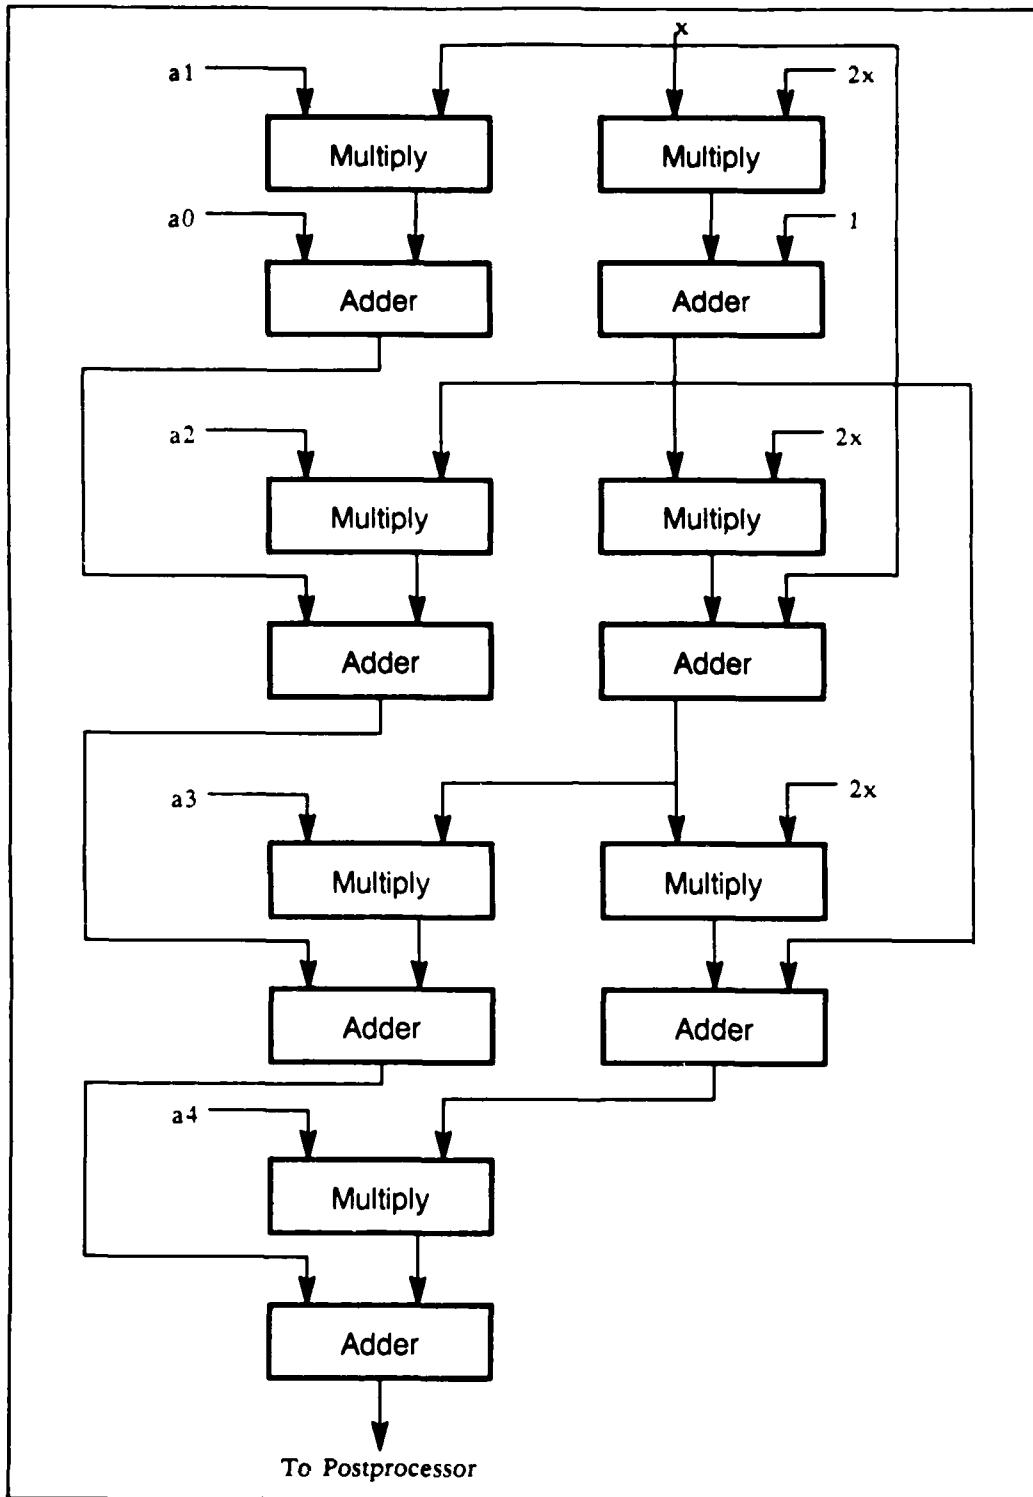 x
a1
2x
Multiply
Multiply
a0
1
Adder
Adder
a2
2x
Multiply
Multiply
Adder
Adder
a3
2x
Multiply
Multiply
Adder
Adder
a4
Multiply
Adder
To Postprocessor